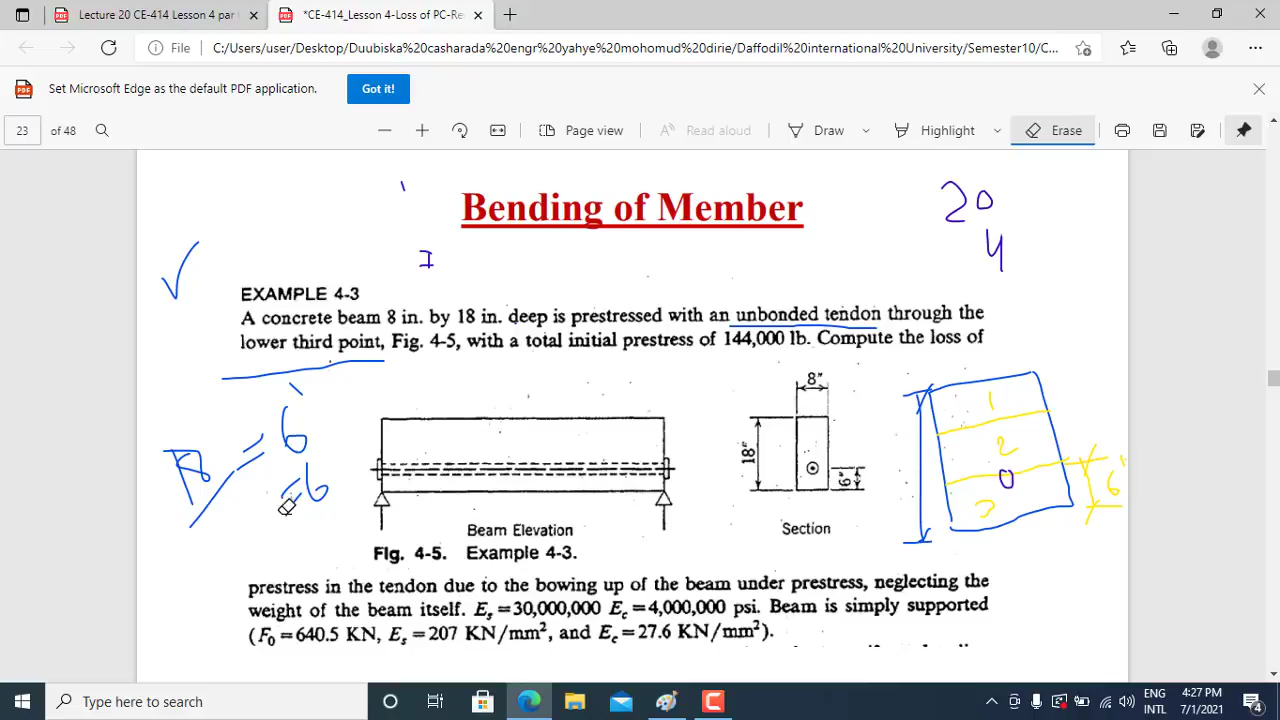 Lecture 20 CE-414 Lesson 4 par
*CE-414_Lesson 4-Loss of PC-Re
File
C:/Users/user/Desktop/Duubiska%20casharada%20engr%20yahye%20mohomud%20dirie/Daffodil%20international%20University/Semester10/C...
Set Microsoft Edge as the default PDF application.
Got it!
23 of 48
Page view
Read aloud
Draw
Highlight
Erase
Bending of Member
20
4
I
EXAMPLE 4-3
A concrete beam 8 in. by 18 in. deep is prestressed with an unbonded tendon through the
lower third point, Fig. 4-5, with a total initial prestress of 144,000 lb. Compute the loss of
= 6
= 6
8"
18"
6"
1
2
3
6'
Beam Elevation
Section
Fig. 4-5. Example 4-3.
prestress in the tendon due to the bowing up of the beam under prestress, neglecting the
weight of the beam itself. Es = 30,000,000 Ec = 4,000,000 psi. Beam is simply supported
(F₀ = 640.5 KN, Es = 207 KN/mm², and Ec = 27.6 KN/mm²).
Type here to search
ENG
INTL
4:27 PM
7/1/2021
4